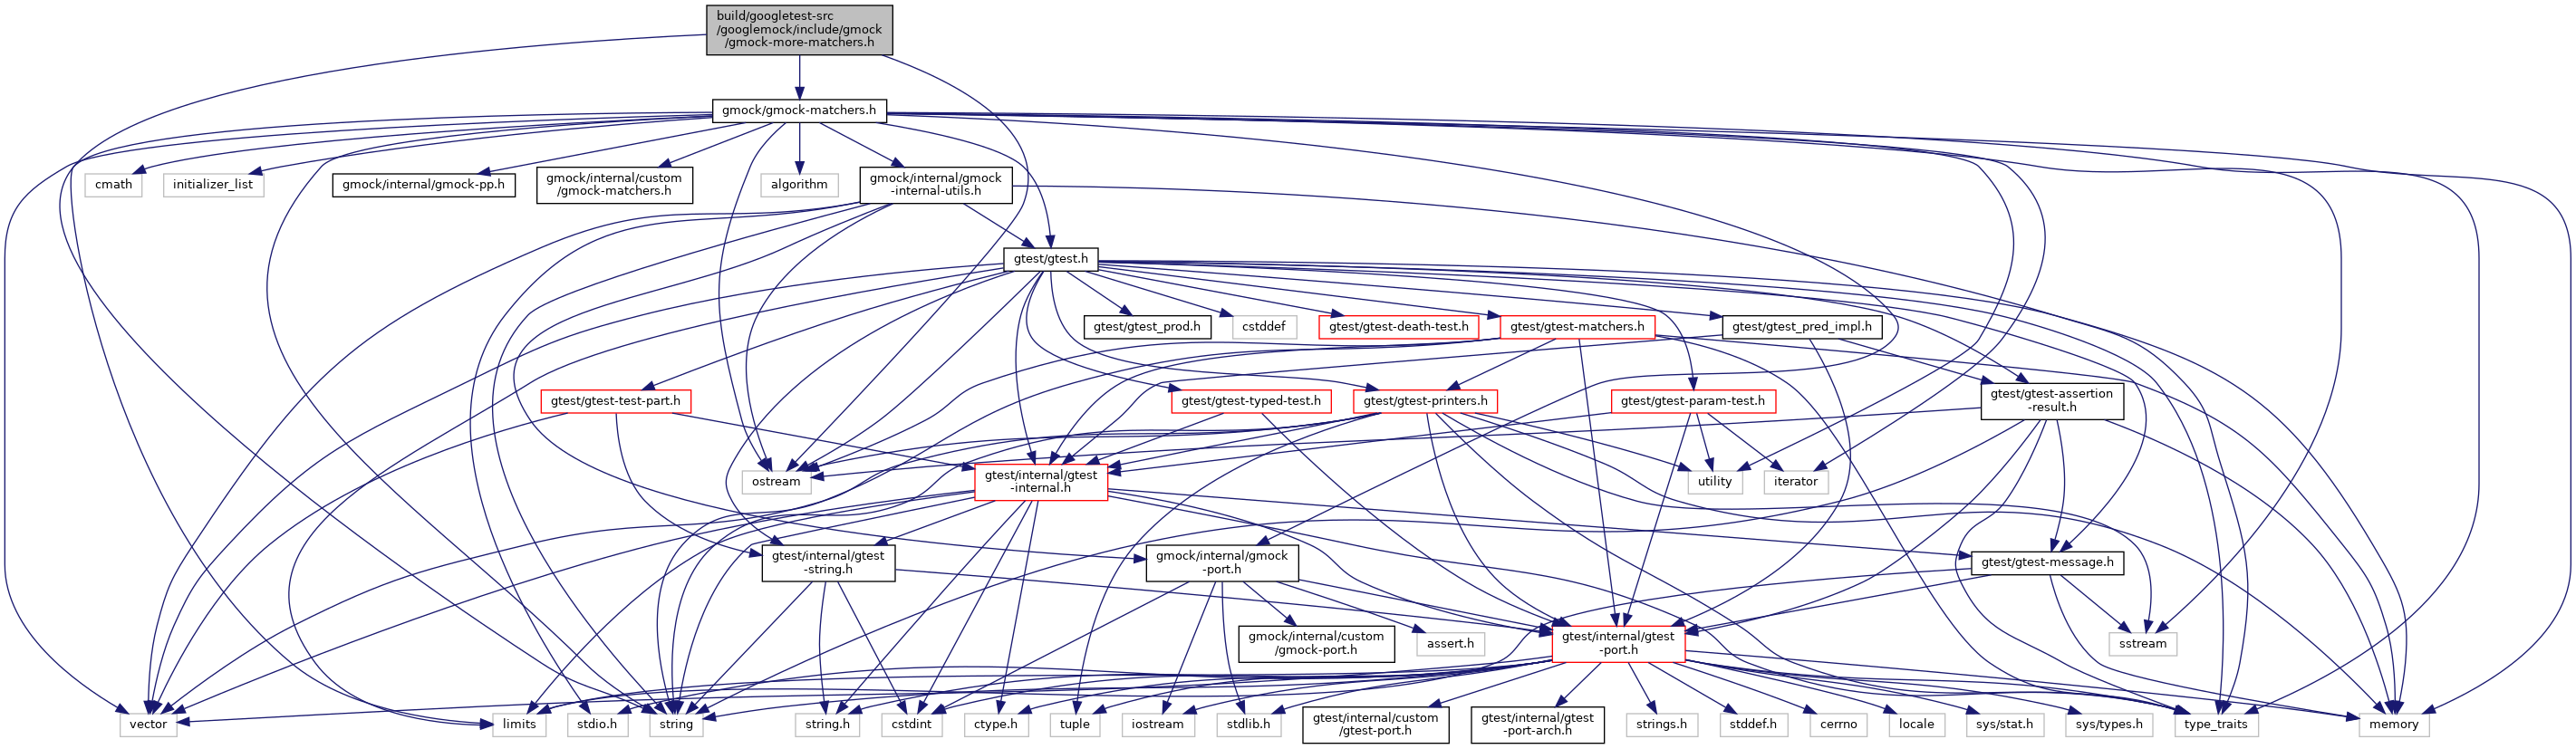 build/googletest-src
/googlemock/include/gmock
/gmock-more-matchers.h
gmock/gmock-matchers.h
cmath
initializer_list
gmock/internal/gmock-pp.h
gmock/internal/custom
/gmock-matchers.h
algorithm
gmock/internal/gmock
-internal-utils.h
gtest/gtest.h
gtest/gtest_prod.h
cstddef
gtest/gtest-death-test.h
gtest/gtest-matchers.h
gtest/gtest_pred_impl.h
gtest/gtest-test-part.h
gtest/gtest-typed-test.h
gtest/gtest-printers.h
gtest/gtest-param-test.h
gtest/gtest-assertion
-result.h
ostream
gtest/internal/gtest
-internal.h
utility
iterator
gtest/internal/gtest
-string.h
gmock/internal/gmock
-port.h
gtest/gtest-message.h
gmock/internal/custom
/gmock-port.h
assert.h
gtest/internal/gtest
-port.h
sstream
vector
limits
stdio.h
string
string.h
cstdint
ctype.h
tuple
iostream
stdlib.h
gtest/internal/custom
/gtest-port.h
gtest/internal/gtest
-port-arch.h
strings.h
stddef.h
cerrno
locale
sys/stat.h
sys/types.h
type_traits
memory